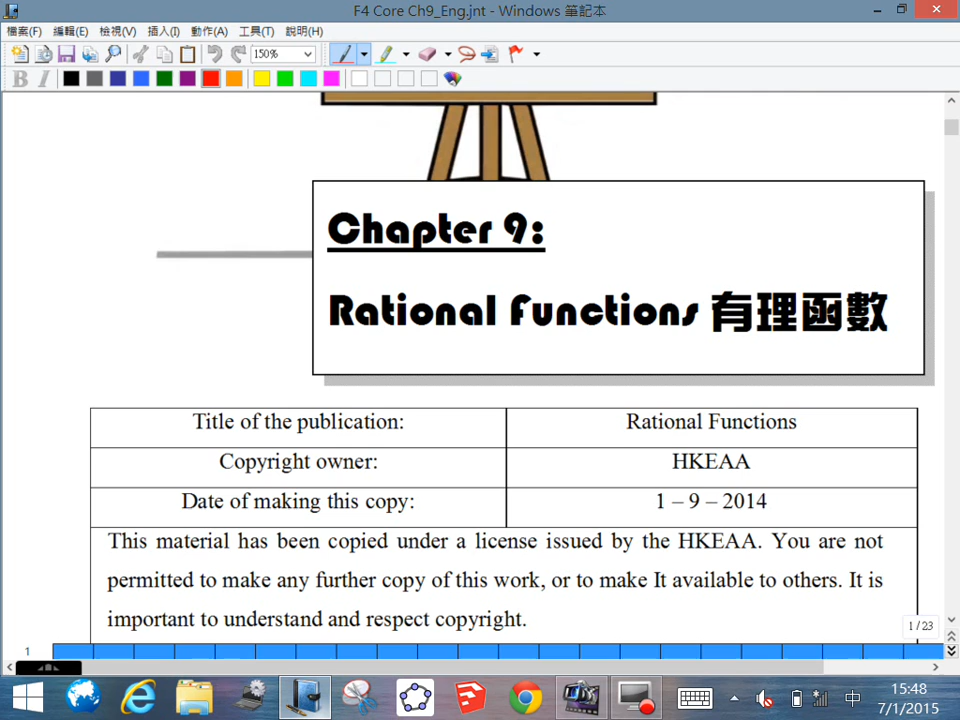 F4 Core Ch9_Eng.jnt - Windows 筆記本
檔案(F) 編輯(E) 檢視(V) 插入(I) 動作(A) 工具(T) 說明(H)
150%
B I
Chapter 9:
Rational Functions 有理函數
Title of the publication: Rational Functions
Copyright owner: HKEAA
Date of making this copy: 1 – 9 – 2014
This material has been copied under a license issued by the HKEAA. You are not
permitted to make any further copy of this work, or to make It available to others. It is
important to understand and respect copyright.
1 / 23
1
中
15:48
7/1/2015